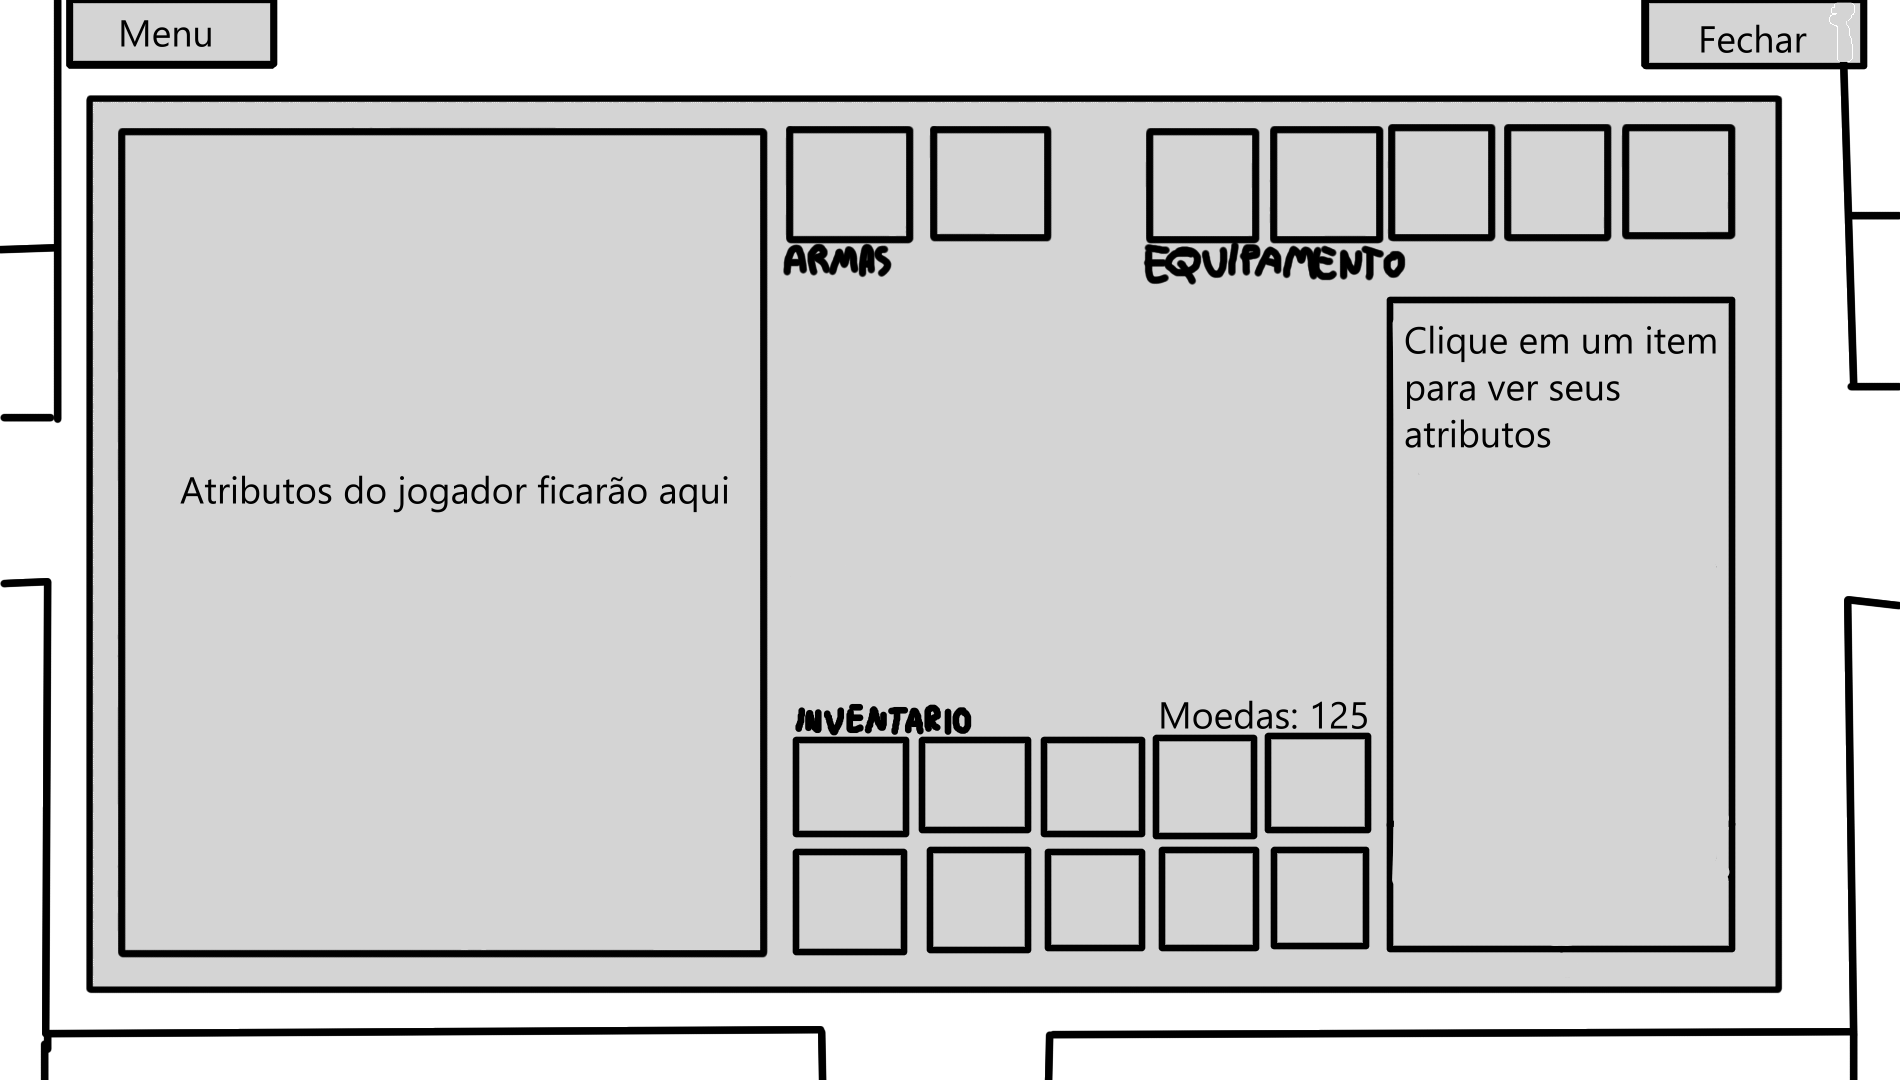 Menu
Fechar
ARMAS
EQUIPAMENTO
Clique em um item
para ver seus
atributos
Atributos do jogador ficarão aqui
INVENTARIO
Moedas: 125